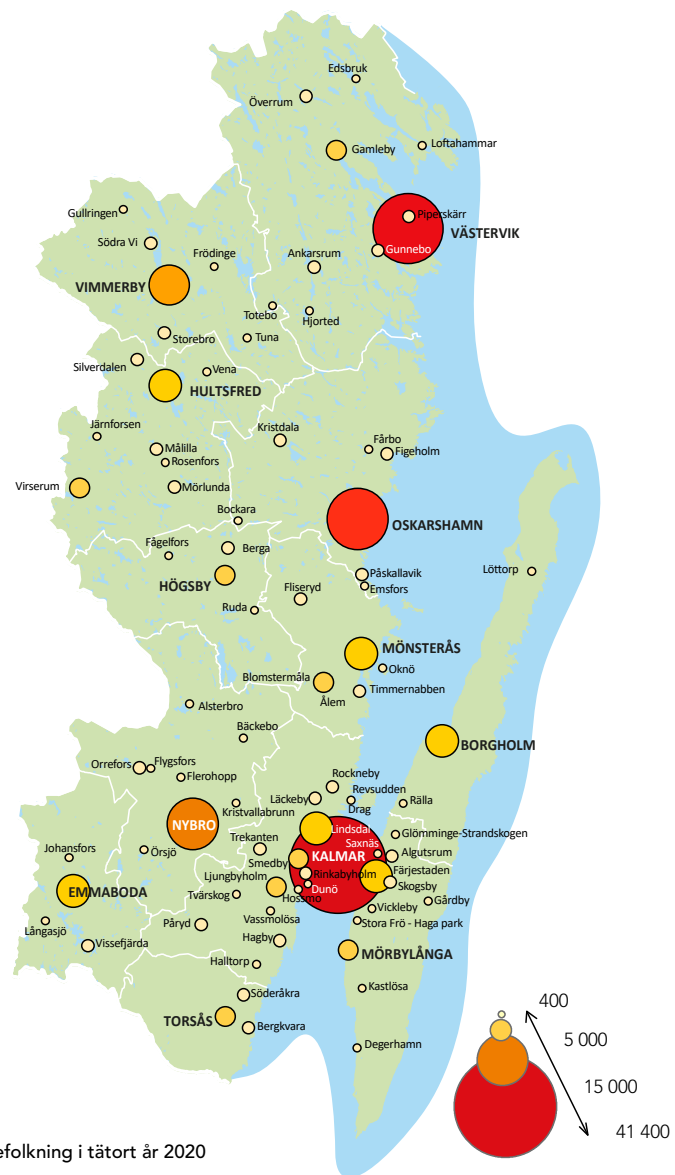 Edsbruk
Överrum
Loftahammar
Gamleby
Gullringen
Piperskärr
VÄSTERVIK
Södra Vi
Gunnebo
Frödinge
Ankarsrum
VIMMERBY
Totebo
Hjorted
Storebro
Tuna
Silverdalen
Vena
HULTSFRED
Järnforsen
Kristdala
Fårbo
Målilla
Figeholm
Rosenfors
Virserum
Mörlunda
Bockara
OSKARSHAMN
Fågelfors
Berga
Löttorp
HÖGSBY
Påskallavik
Fliseryd
Emsfors
Ruda
MÖNSTERÅS
Oknö
Blomstermåla
Timmernabben
Ålem
Alsterbro
Bäckebo
BORGHOLM
Orrefors
Flygsfors
Flerohopp
Rockneby
Revsudden
Läckeby
Drag
Rälla
Kristvallabrunn
NYBRO
Lindsdal
Glömminge-Strandskogen
Trekanten
Saxnäs
Johansfors
Örsjö
Smedby
KALMAR
Algutsrum
Ljungbyholm
Rinkabyholm
Färjestaden
EMMABODA
Dunö
Skogsby
Tvärskog
Hossmo
Gårdby
Vassmolösa
Vickleby
Långasjö
Påryd
Stora Frö - Haga park
Vissefjärda
Hagby
MÖRBYLÅNGA
Halltorp
Kastlösa
Söderåkra
TORSÅS
Bergkvara
Degerhamn
400
5 000
15 000
41 400
efolkning i tätort år 2020